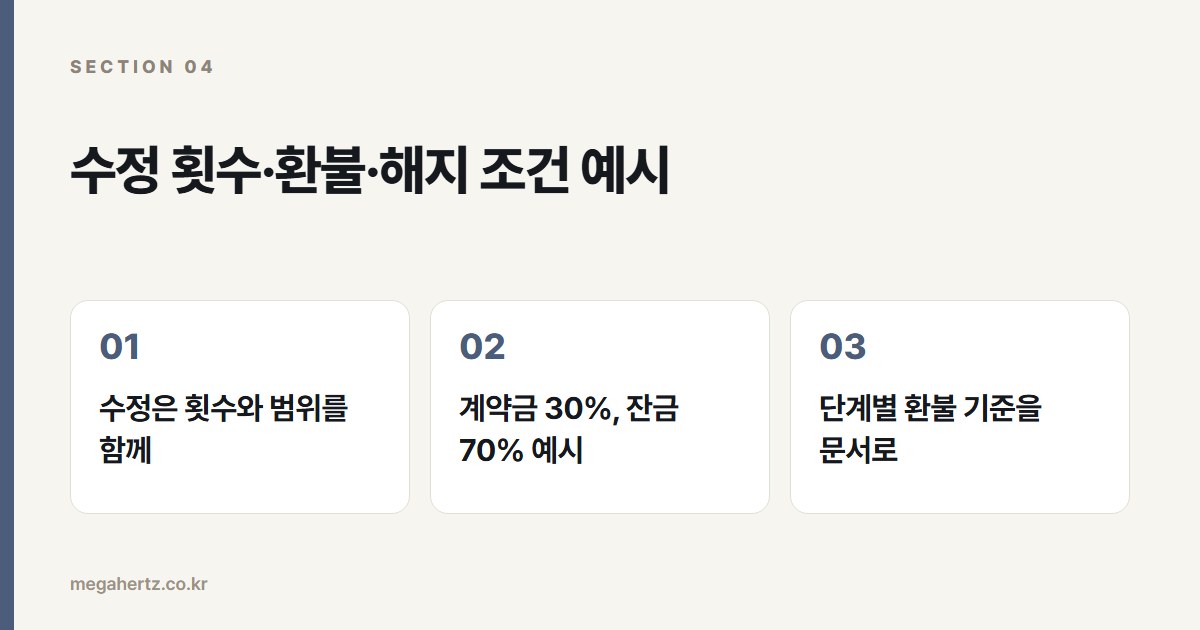 SECTION 04
수정 횟수·환불·해지 조건 예시
01
수정은 횟수와 범위를
함께
02
계약금 30%, 잔금
70% 예시
03
단계별 환불 기준을
문서로
megahertz.co.kr